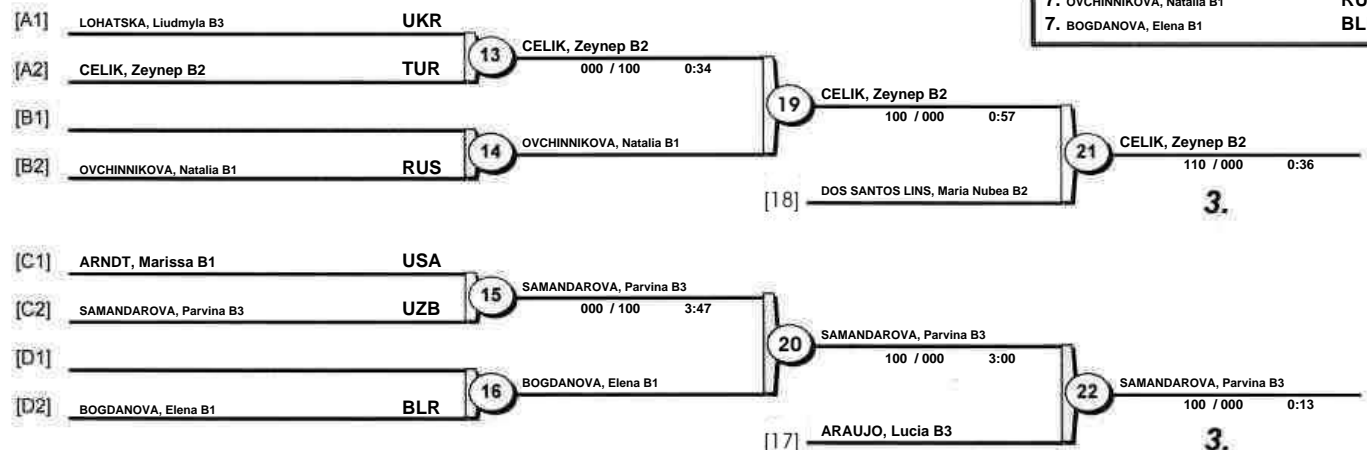 7. OVCHINNIKOVA, Natalia B1 RU
7. BOGDANOVA, Elena B1 BL
[A1] LOHATSKA, Liudmyla B3 UKR
13 CELIK, Zeynep B2
000 / 100 0:34
[A2] CELIK, Zeynep B2 TUR
19 CELIK, Zeynep B2
100 / 000 0:57
[B1]
14 OVCHINNIKOVA, Natalia B1
21 CELIK, Zeynep B2
110 / 000 0:36
[B2] OVCHINNIKOVA, Natalia B1 RUS
[18] DOS SANTOS LINS, Maria Nubea B2
3.
[C1] ARNDT, Marissa B1 USA
15 SAMANDAROVA, Parvina B3
000 / 100 3:47
[C2] SAMANDAROVA, Parvina B3 UZB
20 SAMANDAROVA, Parvina B3
100 / 000 3:00
[D1]
16 BOGDANOVA, Elena B1
22 SAMANDAROVA, Parvina B3
100 / 000 0:13
[D2] BOGDANOVA, Elena B1 BLR
[17] ARAUJO, Lucia B3
3.